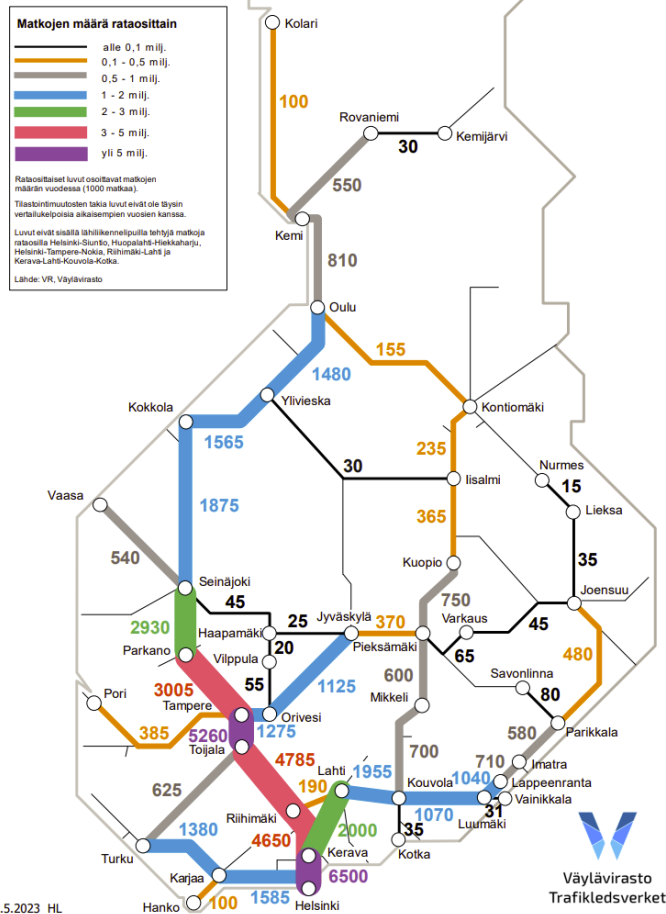 Matkojen määrä rataosittain
alle 0,1 milj.
0,1 - 0,5 milj.
0,5 - 1 milj.
1 - 2 milj.
2 - 3 milj.
3 - 5 milj.
yli 5 milj.
Rataosittaiset luvut osoittavat matkojen
määrän vuodessa (1000 matkaa).
Tilastointimuutosten takia luvut eivät ole täysin
vertailukelpoisia aikaisempien vuosien kanssa.
Luvut eivät sisällä lähiliikennelipuilla tehtyjä matkoja
rataosilla Helsinki-Siuntio, Huopalahti-Hiekkaharju,
Helsinki-Tampere-Nokia, Riihimäki-Lahti ja
Kerava-Lahti-Kouvola-Kotka.
Lähde: VR, Väylävirasto
Kolari
100
Rovaniemi
Kemijärvi
30
550
Kemi
810
Oulu
155
1480
Ylivieska
Kokkola
Kontiomäki
1565
235
30
Iisalmi
Nurmes
15
Vaasa
1875
365
Lieksa
540
Kuopio
35
Seinäjoki
750
Joensuu
45
2930
25
Jyväskylä
370
Varkaus
45
Haapamäki
20
Pieksämäki
65
Parkano
Vilppula
480
3005
55
1125
600
Savonlinna
80
Tampere
Mikkeli
Pori
385
5260
1275
Orivesi
580
Parikkala
Toijala
4785
700
Imatra
625
190
Lahti
1955
Kouvola
710
1040
Lappeenranta
Vainikkala
Riihimäki
1070
31
Luumäki
1380
4650
2000
35
Turku
Kerava
Kotka
Karjaa
6500
Hanko
100
1585
Helsinki
Väylävirasto
Trafikledsverket
.5.2023 HL